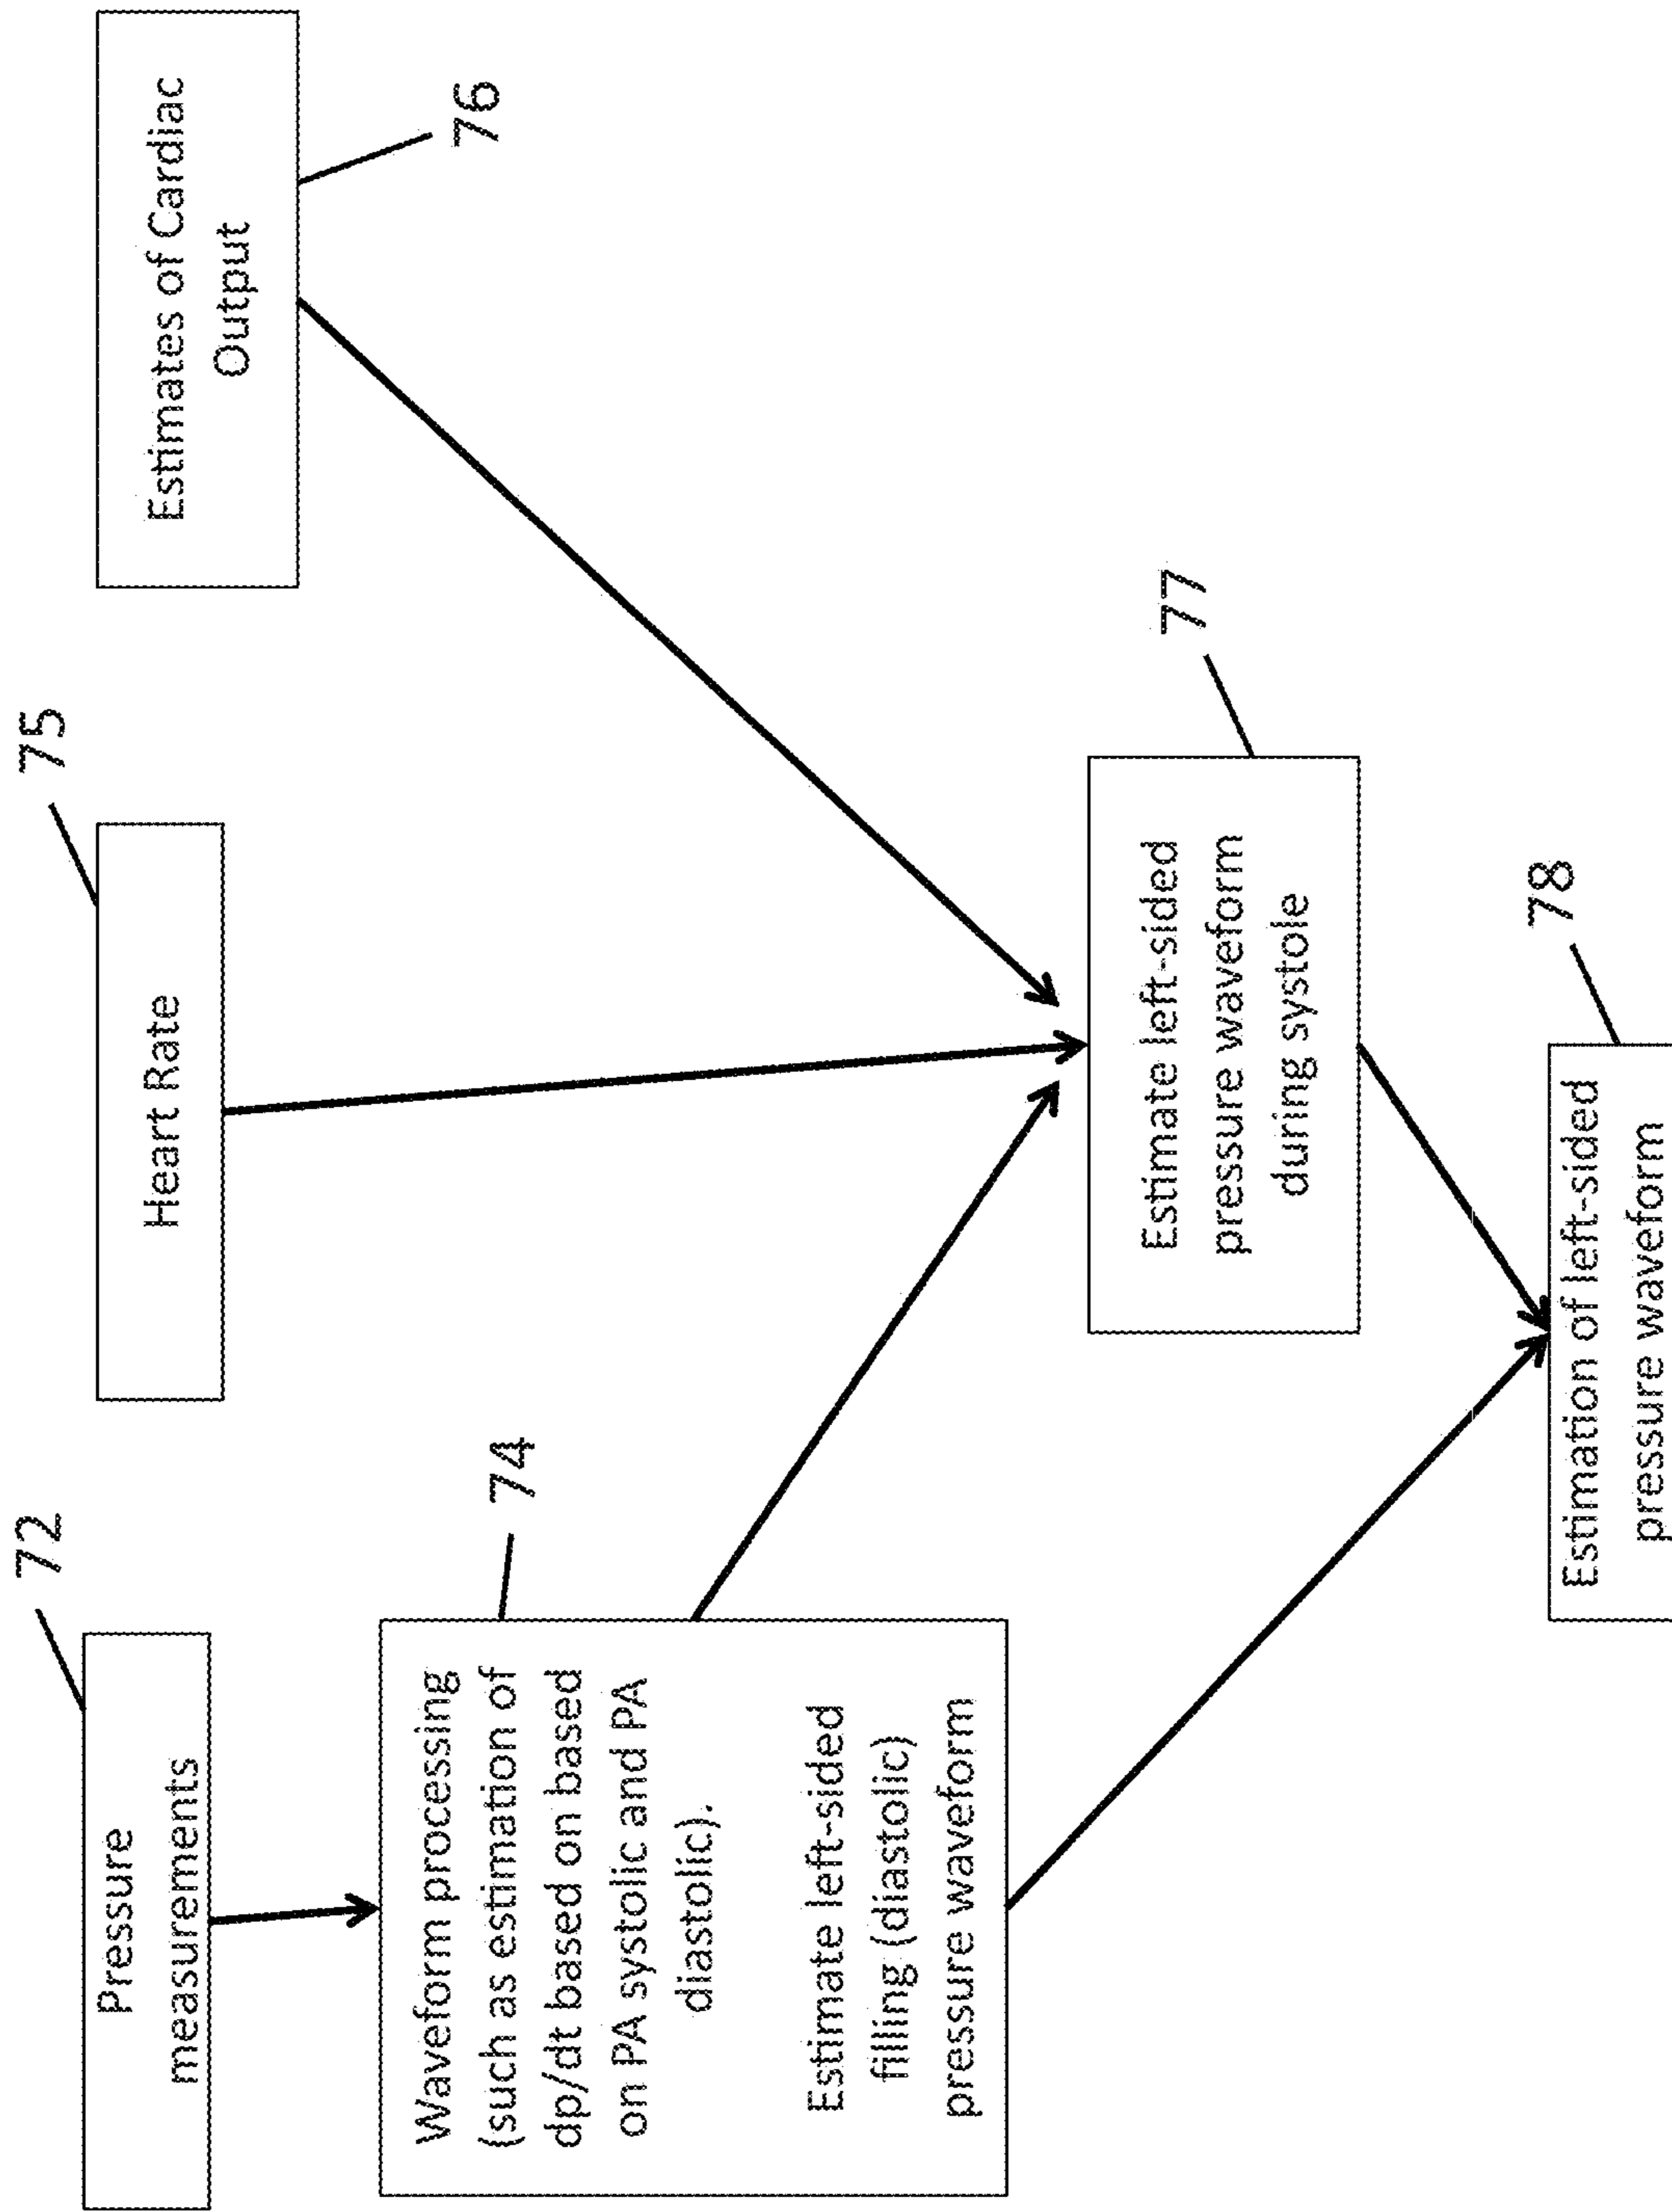 72
Pressure
measurements
74
Waveform processing
(such as estimation of
dp/dt based on based
on PA systolic and PA
diastolic).
Estimate left-sided
filling (diastolic)
pressure waveform
75
Heart Rate
76
Estimates of Cardiac
Output
77
Estimate left-sided
pressure waveform
during systole
78
Estimation of left-sided
pressure waveform